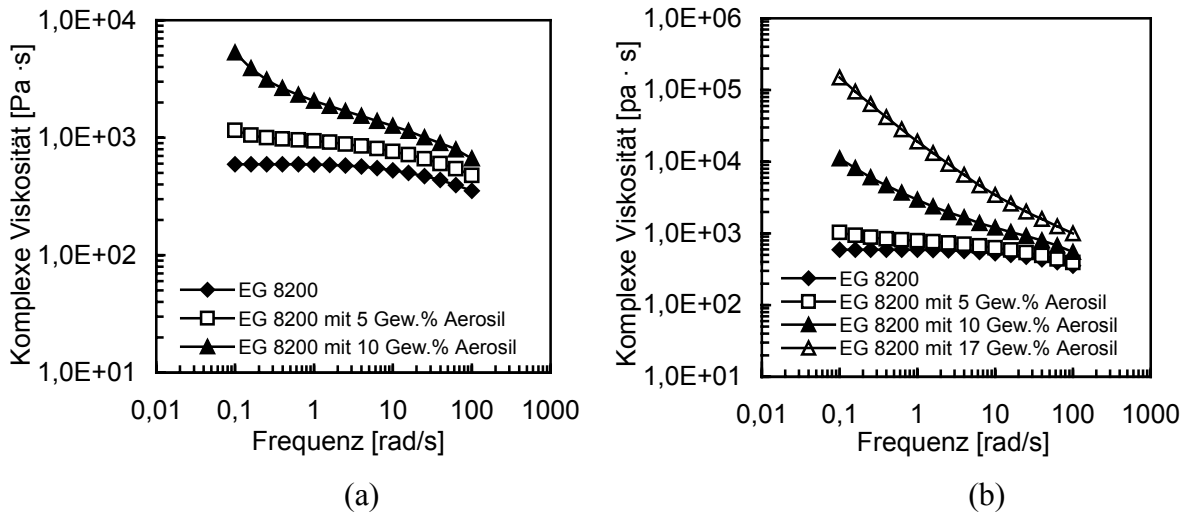 Komplexe Viskosität [Pa ·s]
1,0E+04
1,0E+03
1,0E+02
1,0E+01
EG 8200
EG 8200 mit 5 Gew.% Aerosil
EG 8200 mit 10 Gew.% Aerosil
0,01 0,1 1 10 100 1000
Frequenz [rad/s]
(a)
Komplexe Viskosität [pa · s]
1,0E+06
1,0E+05
1,0E+04
1,0E+03
1,0E+02
1,0E+01
EG 8200
EG 8200 mit 5 Gew.% Aerosil
EG 8200 mit 10 Gew.% Aerosil
EG 8200 mit 17 Gew.% Aerosil
0,01 0,1 1 10 100 1000
Frequenz [rad/s]
(b)